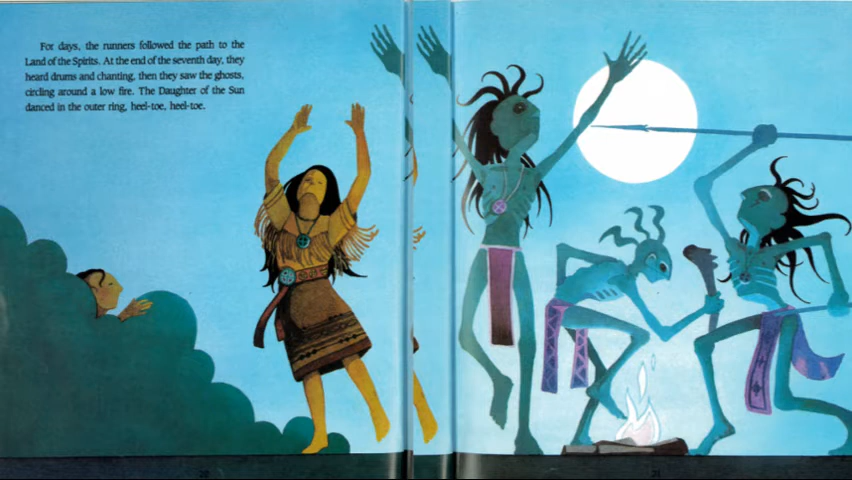 For days, the runners followed the path to the
Land of the Spirits. At the end of the seventh day, they
heard drums and chanting, then they saw the ghosts,
circling around a low fire. The Daughter of the Sun
danced in the outer ring, heel-toe, heel-toe.